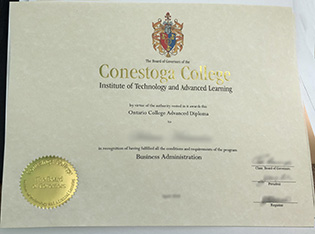 The Board of Governors of the
Conestoga College
Institute of Technology and Advanced Learning
by virtue of the authority vested in it awards this
Ontario College Advanced Diploma
to
in recognition of having fulfilled all the conditions and requirements of the program
Business Administration
April
Chair, Board of Governors
President
Registrar